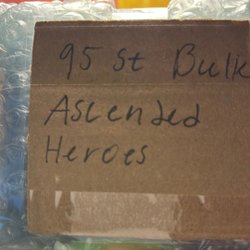 95 St Bulk
Ascended
Heroes